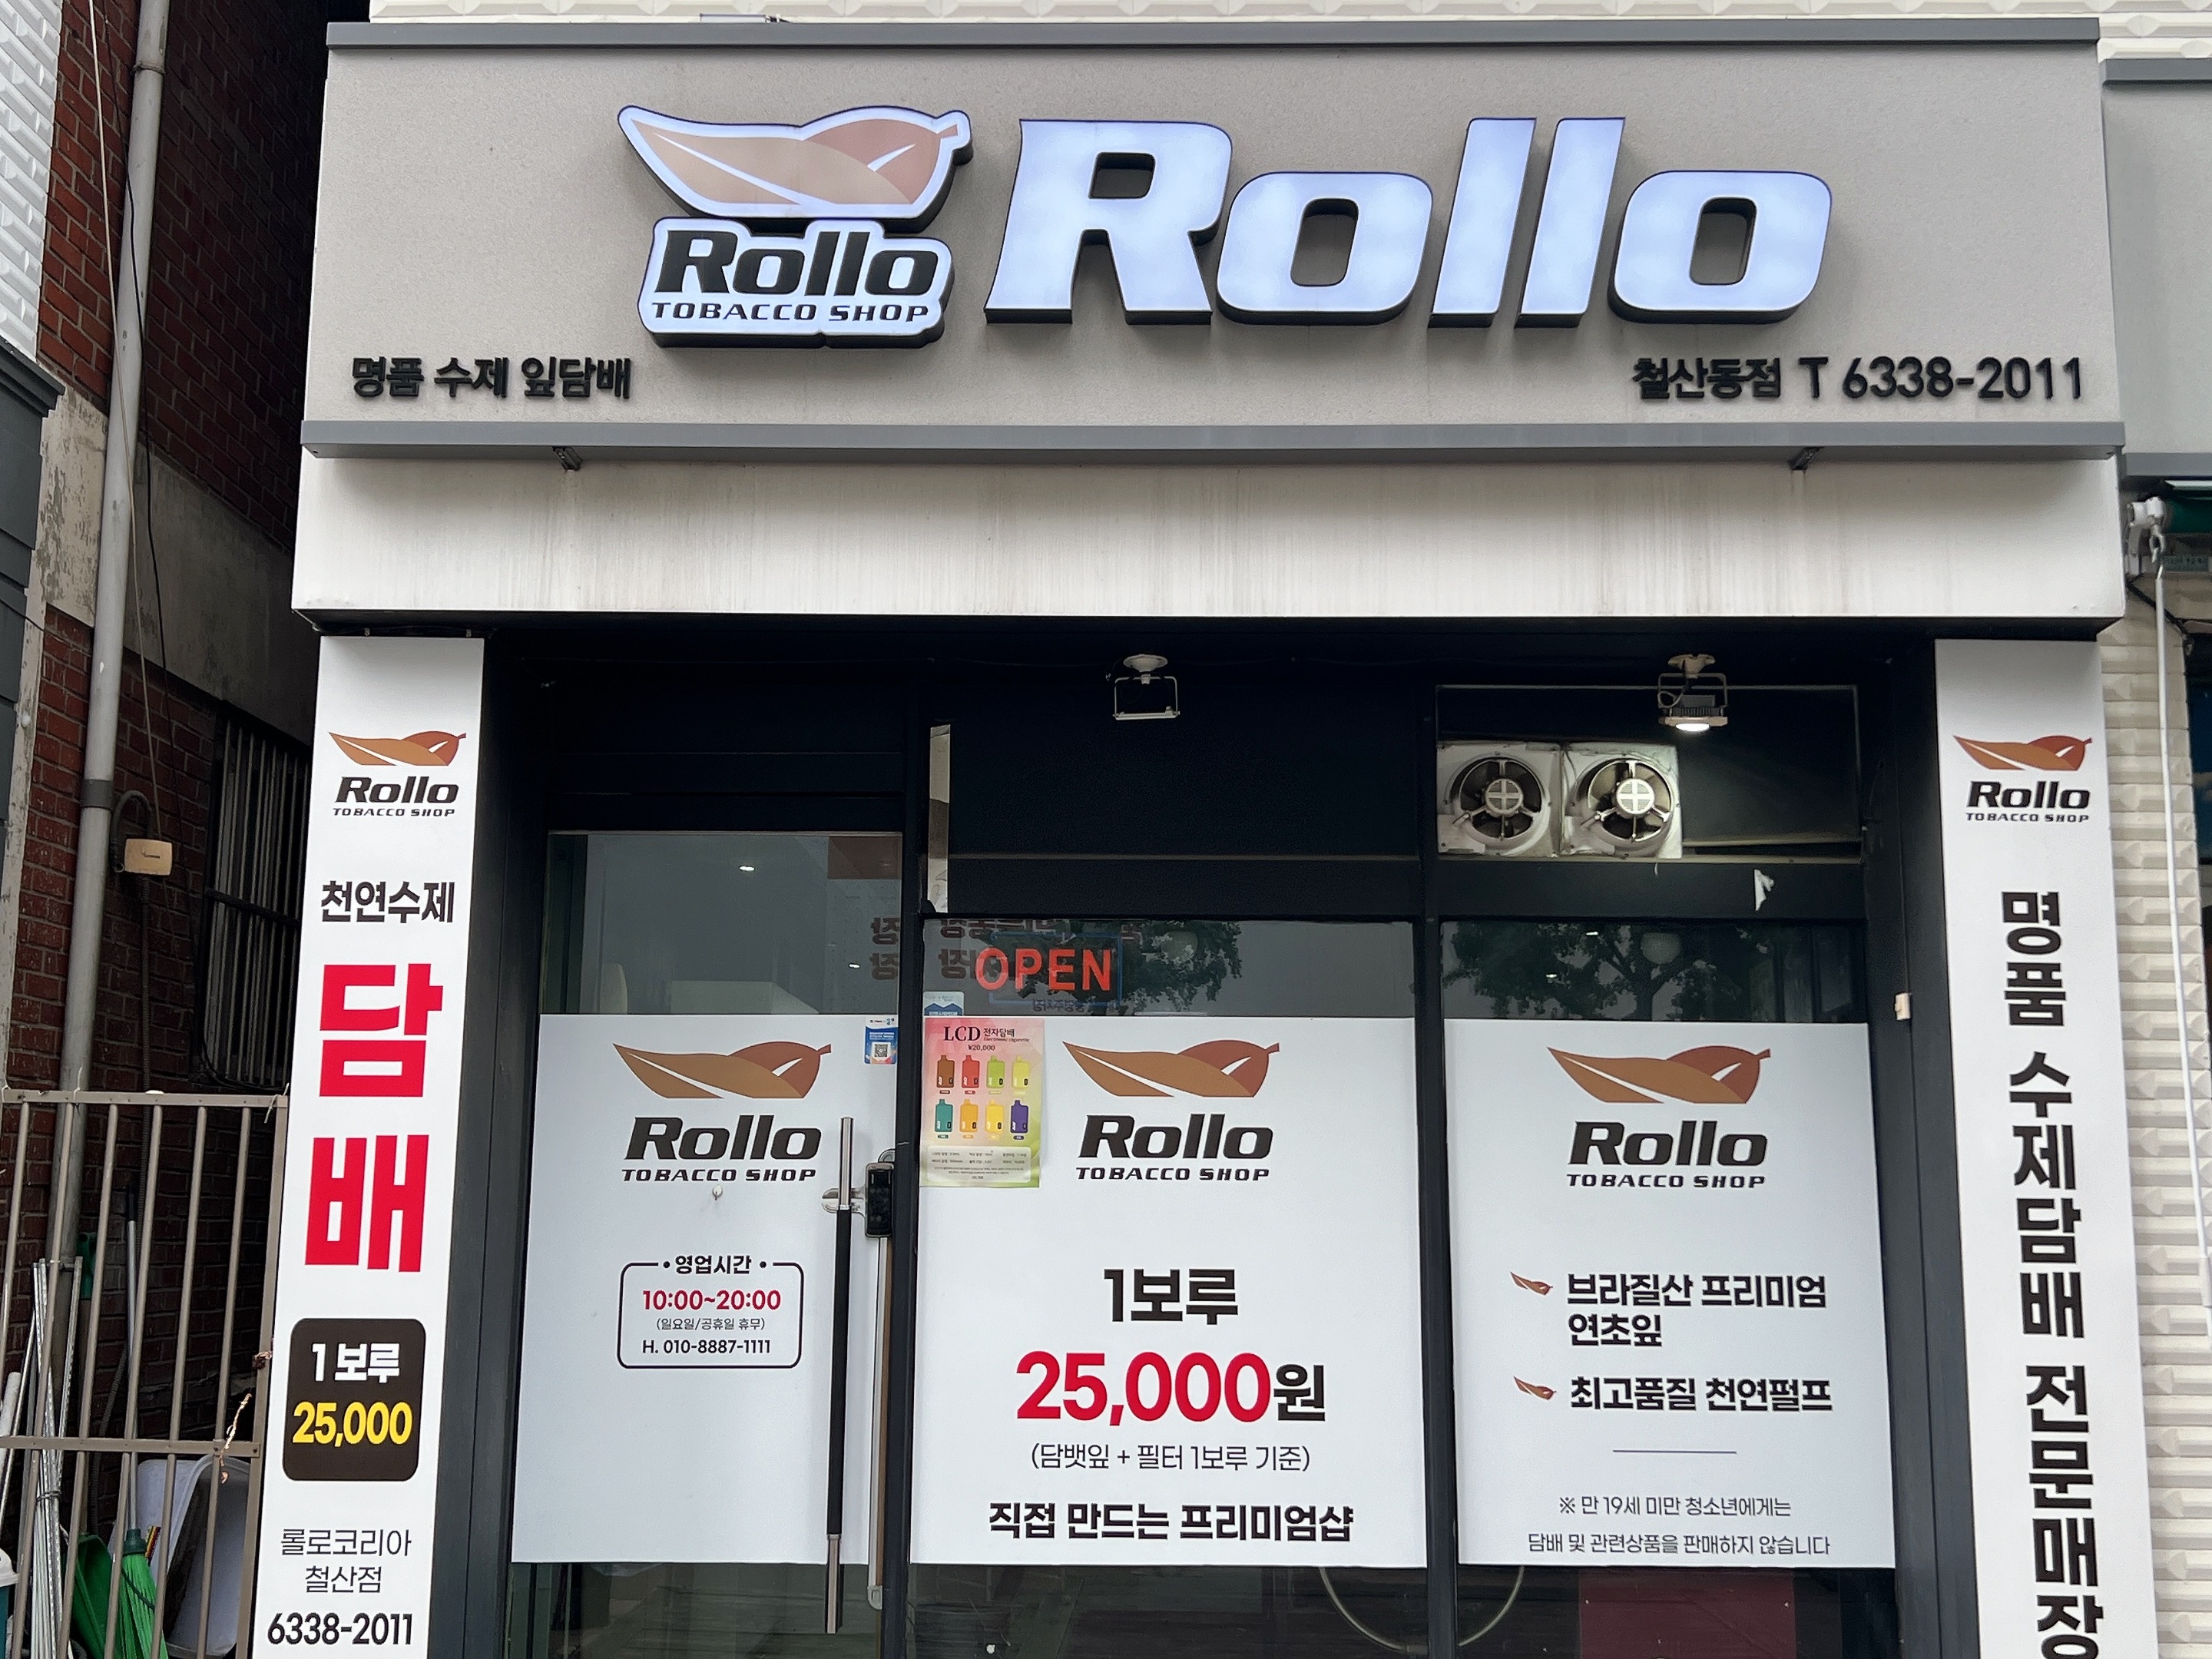 Rollo
TOBACCO SHOP
Rollo
명품 수제 잎담배
철산동점 T 6338-2011
Rollo
TOBACCO SHOP
천연수제
담배
1보루
25,000
롤로코리아
철산점
6338-2011
Rollo
TOBACCO SHOP
영업시간
10:00~20:00
(일요일/공휴일 휴무)
H. 010-8887-1111
OPEN
LCD 전자담배
¥20,000
Rollo
TOBACCO SHOP
1보루
25,000원
(담뱃잎 + 필터 1보루 기준)
직접 만드는 프리미엄샵
Rollo
TOBACCO SHOP
브라질산 프리미엄
연초잎
최고품질 천연펄프
※ 만 19세 미만 청소년에게는
담배 및 관련상품을 판매하지 않습니다
Rollo
TOBACCO SHOP
명품 수제담배 전문매장